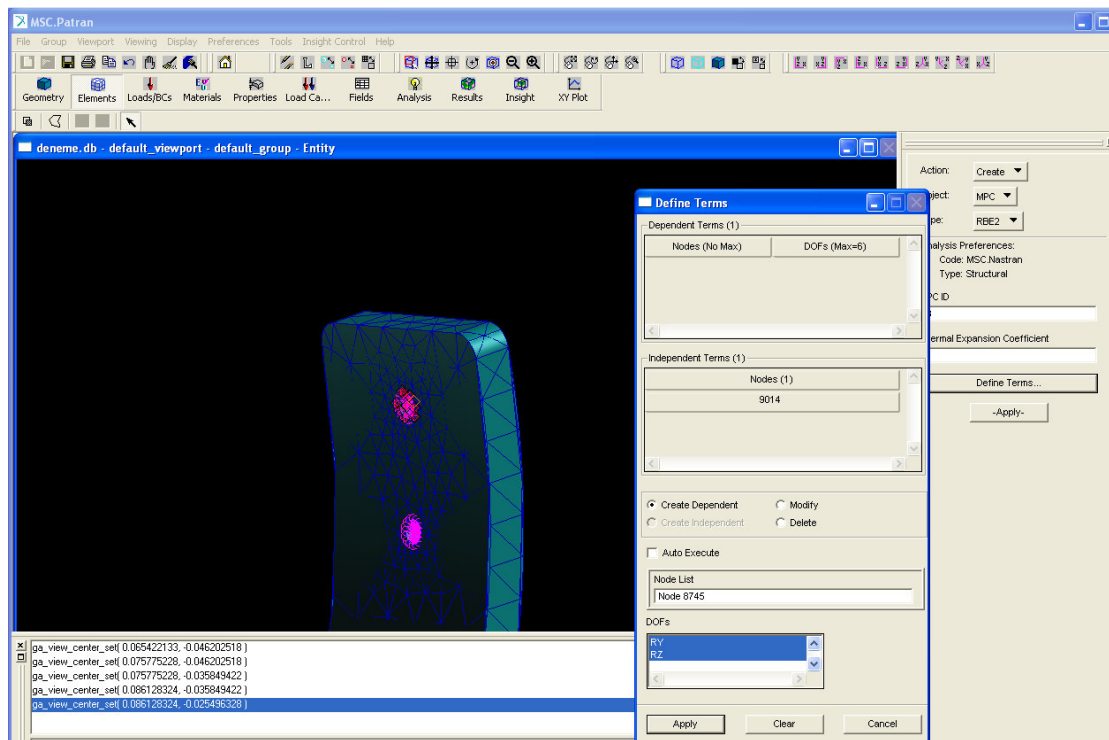 MSC.Patran
File Group Viewport Viewing Display Preferences Tools Insight Control Help
Geometry Elements Loads/BCs Materials Properties Load Ca... Fields Analysis Results Insight XY Plot
deneme.db - default_viewport - default_group - Entity
Action: Create
ject: MPC
pe: RBE2
nalysis Preferences:
Code: MSC.Nastran
Type: Structural
PC ID
ermal Expansion Coefficient
Define Terms...
-Apply-
Define Terms
Dependent Terms (1)
Nodes (No Max) DOFs (Max=6)
Independent Terms (1)
Nodes (1)
9014
Create Dependent Modify
Create Independent Delete
Auto Execute
Node List
Node 8745
DOFs
RY
RZ
Apply Clear Cancel
ga_view_center_set( 0.065422133, -0.046202518 )
ga_view_center_set( 0.075775228, -0.046202518 )
ga_view_center_set( 0.075775228, -0.035849422 )
ga_view_center_set( 0.086128324, -0.035849422 )
ga_view_center_set( 0.086128324, -0.025496328 )